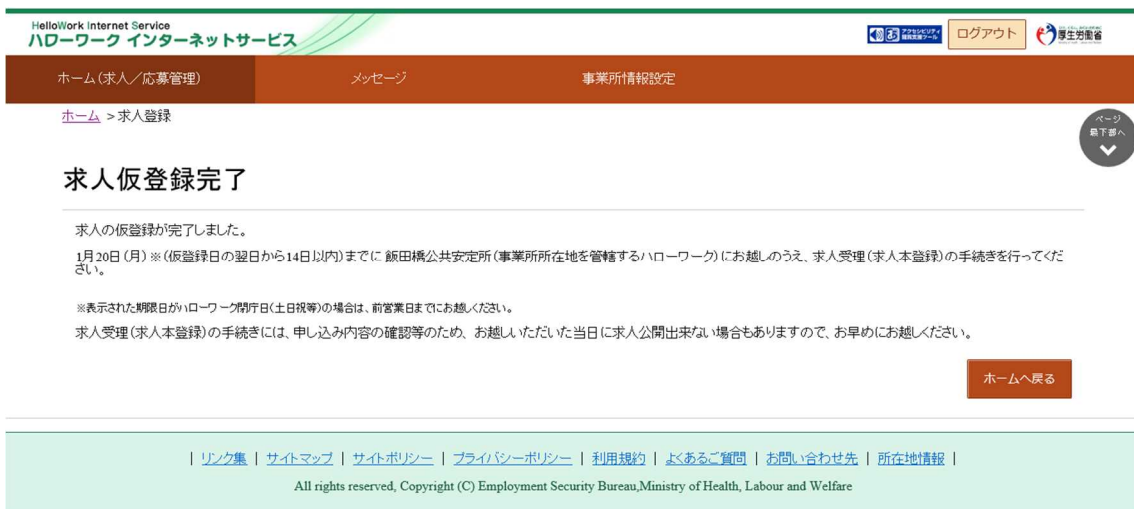 HelloWork Internet Service
ハローワーク インターネットサービス
ログアウト
厚生労働省
ホーム(求人／応募管理)
メッセージ
事業所情報設定
ホーム >求人登録
ページ
最下部へ
求人仮登録完了
求人の仮登録が完了しました。
1月20日(月)※(仮登録日の翌日から14日以内)までに 飯田橋公共安定所(事業所所在地を管轄するハローワーク)にお越しのうえ、求人受理(求人本登録)の手続きを行ってくだ
さい。
※表示された期限日がハローワーク閉庁日(土日祝等)の場合は、前営業日までにお越しください。
求人受理(求人本登録)の手続きには、申し込み内容の確認等のため、お越しいただいた当日に求人公開出来ない場合もありますので、お早めにお越しください。
ホームへ戻る
| リンク集 | サイトマップ | サイトポリシー | プライバシーポリシー | 利用規約 | よくあるご質問 | お問い合わせ先 | 所在地情報 |
All rights reserved, Copyright (C) Employment Security Bureau,Ministry of Health, Labour and Welfare